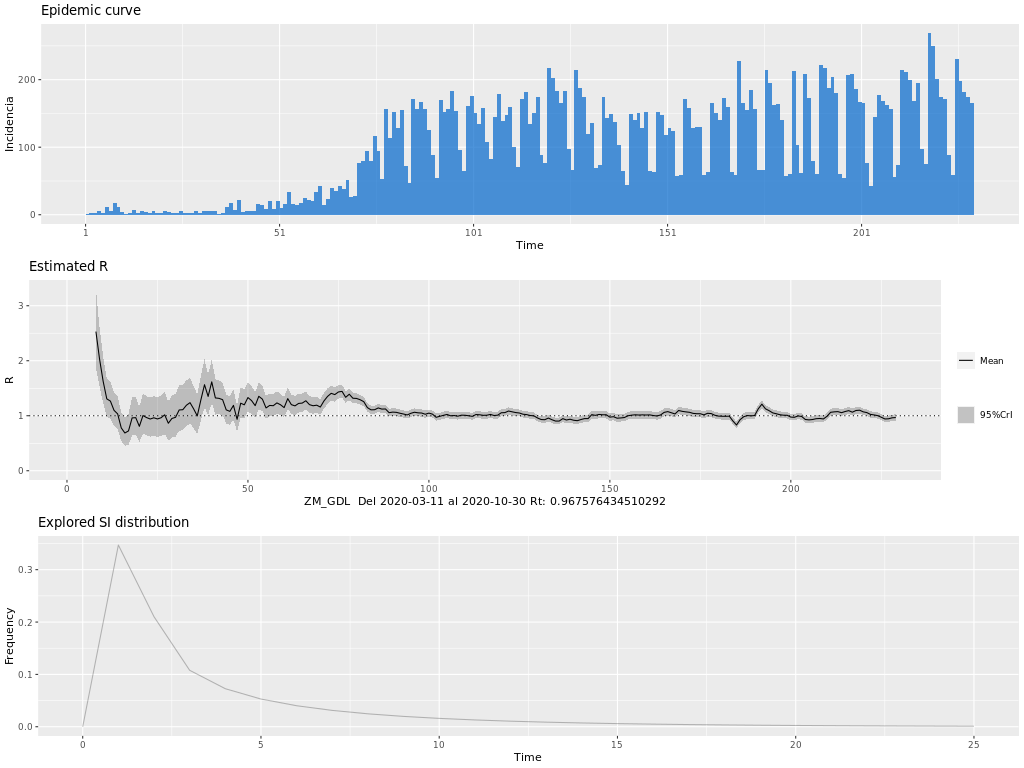 Epidemic curve
Incidencia
200
100
0
1 51 101 151 201
Time
Estimated R
R
3
2
1
0
Mean
95%CrI
0 50 100 150 200
ZM_GDL Del 2020-03-11 al 2020-10-30 Rt: 0.967576434510292
Explored SI distribution
Frequency
0.3
0.2
0.1
0.0
0 5 10 15 20 25
Time